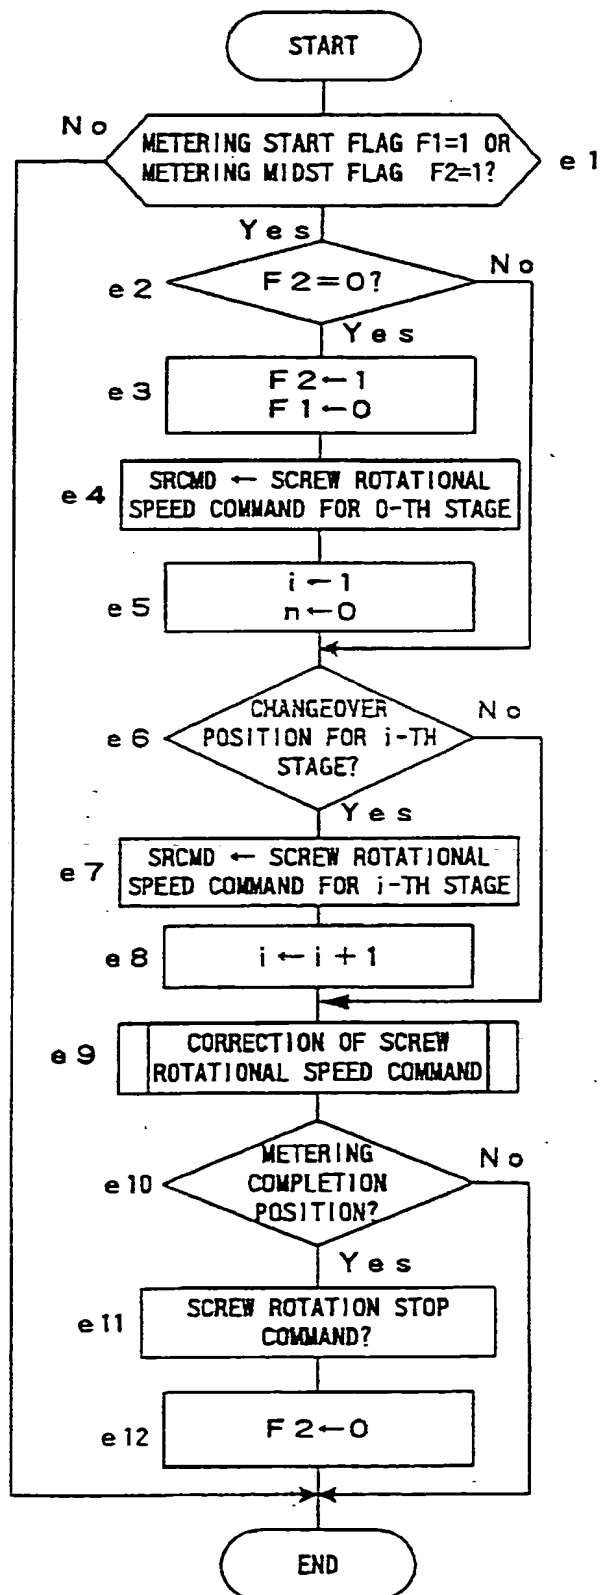 START
No
METERING START FLAG F1=1 OR
METERING MIDST FLAG F2=1?
e1
Yes
e2
F2=0?
No
Yes
e3
F2←1
F1←0
e4
SRCMD ← SCREW ROTATIONAL
SPEED COMMAND FOR 0-TH STAGE
e5
i←1
n←0
e6
CHANGEOVER
POSITION FOR i-TH
STAGE?
No
Yes
e7
SRCMD ← SCREW ROTATIONAL
SPEED COMMAND FOR i-TH STAGE
e8
i←i+1
e9
CORRECTION OF SCREW
ROTATIONAL SPEED COMMAND
e10
METERING
COMPLETION
POSITION?
No
Yes
e11
SCREW ROTATION STOP
COMMAND?
e12
F2←0
END